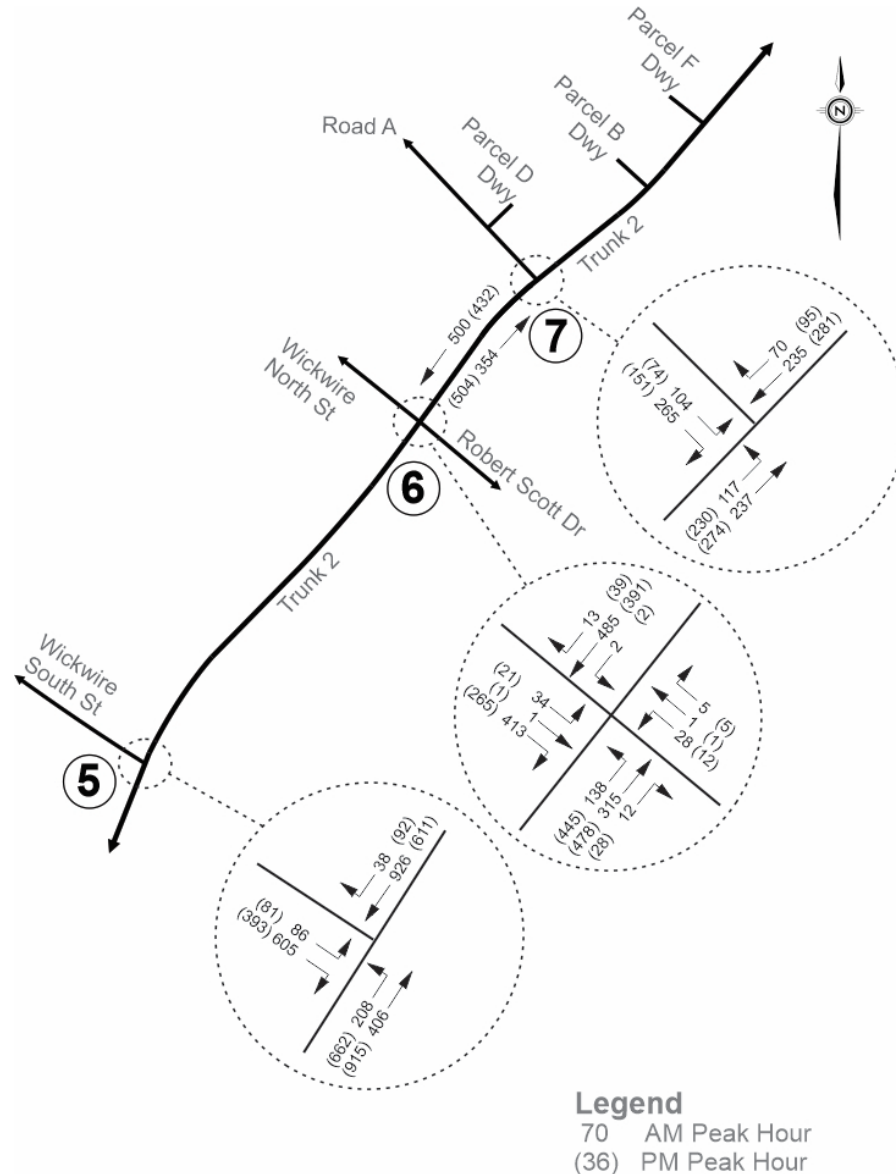 Parcel F
Dwy
Parcel B
Dwy
Parcel D
Dwy
Road A
N
Trunk 2
7
500 (432)
(504) 354
Wickwire
North St
Robert Scott Dr
6
Trunk 2
Wickwire
South St
5
70 (95)
235 (281)
(74) 104
(151) 265
(230) 117
(274) 237
13 (39)
485 (391)
2 (2)
(21) 34
(1) 1
(265) 413
5 (5)
1 (1)
28 (12)
(445) 138
(478) 315
(28) 12
38 (92)
926 (611)
(81) 86
(393) 605
(662) 208
(915) 406
Legend
70 AM Peak Hour
(36) PM Peak Hour